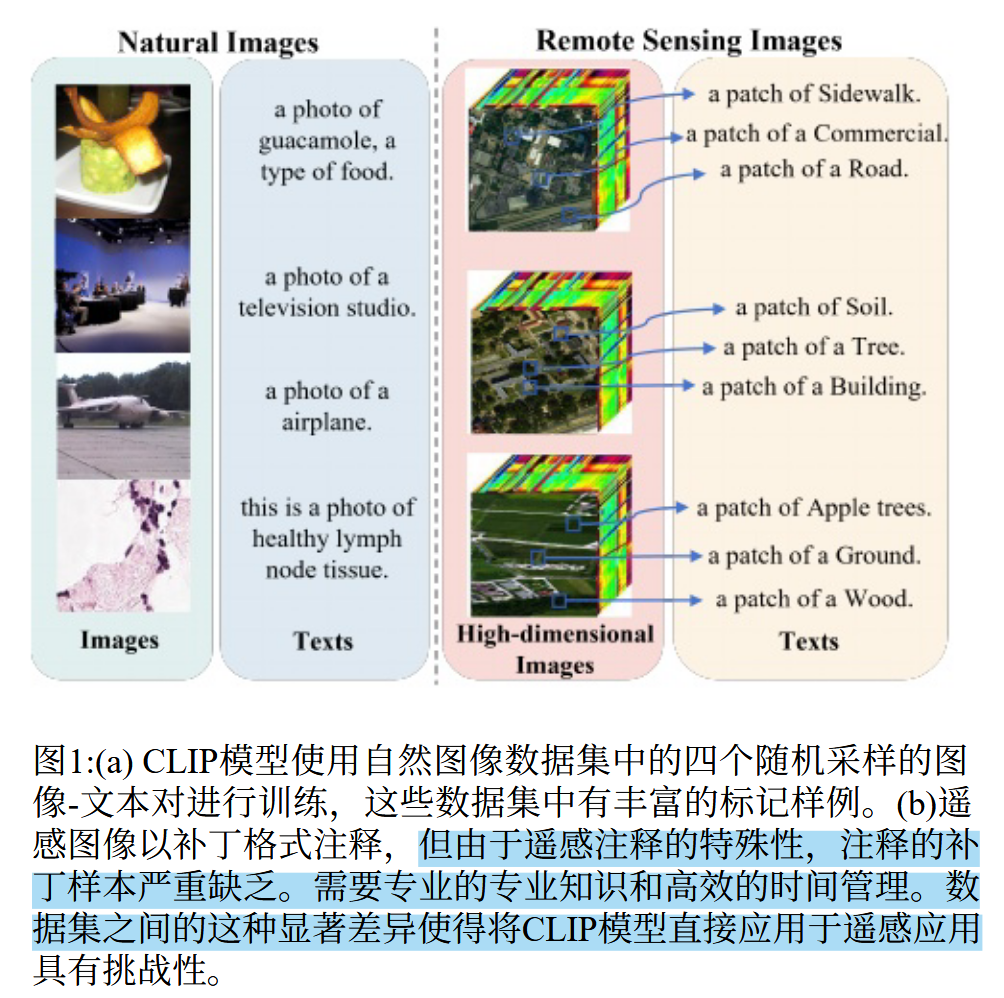 Natural Images
Remote Sensing Images
a photo of
guacamole, a
type of food.
a photo of a
television studio.
a photo of a
airplane.
this is a photo of
healthy lymph
node tissue.
Images
Texts
a patch of Sidewalk.
a patch of a Commercial.
a patch of a Road.
a patch of Soil.
a patch of a Tree.
a patch of a Building.
a patch of Apple trees.
a patch of a Ground.
a patch of a Wood.
High-dimensional
Images
Texts
图1:(a) CLIP模型使用自然图像数据集中的四个随机采样的图
像-文本对进行训练，这些数据集中有丰富的标记样例。(b)遥
感图像以补丁格式注释，但由于遥感注释的特殊性，注释的补
丁样本严重缺乏。需要专业的专业知识和高效的时间管理。数
据集之间的这种显著差异使得将CLIP模型直接应用于遥感应用
具有挑战性。